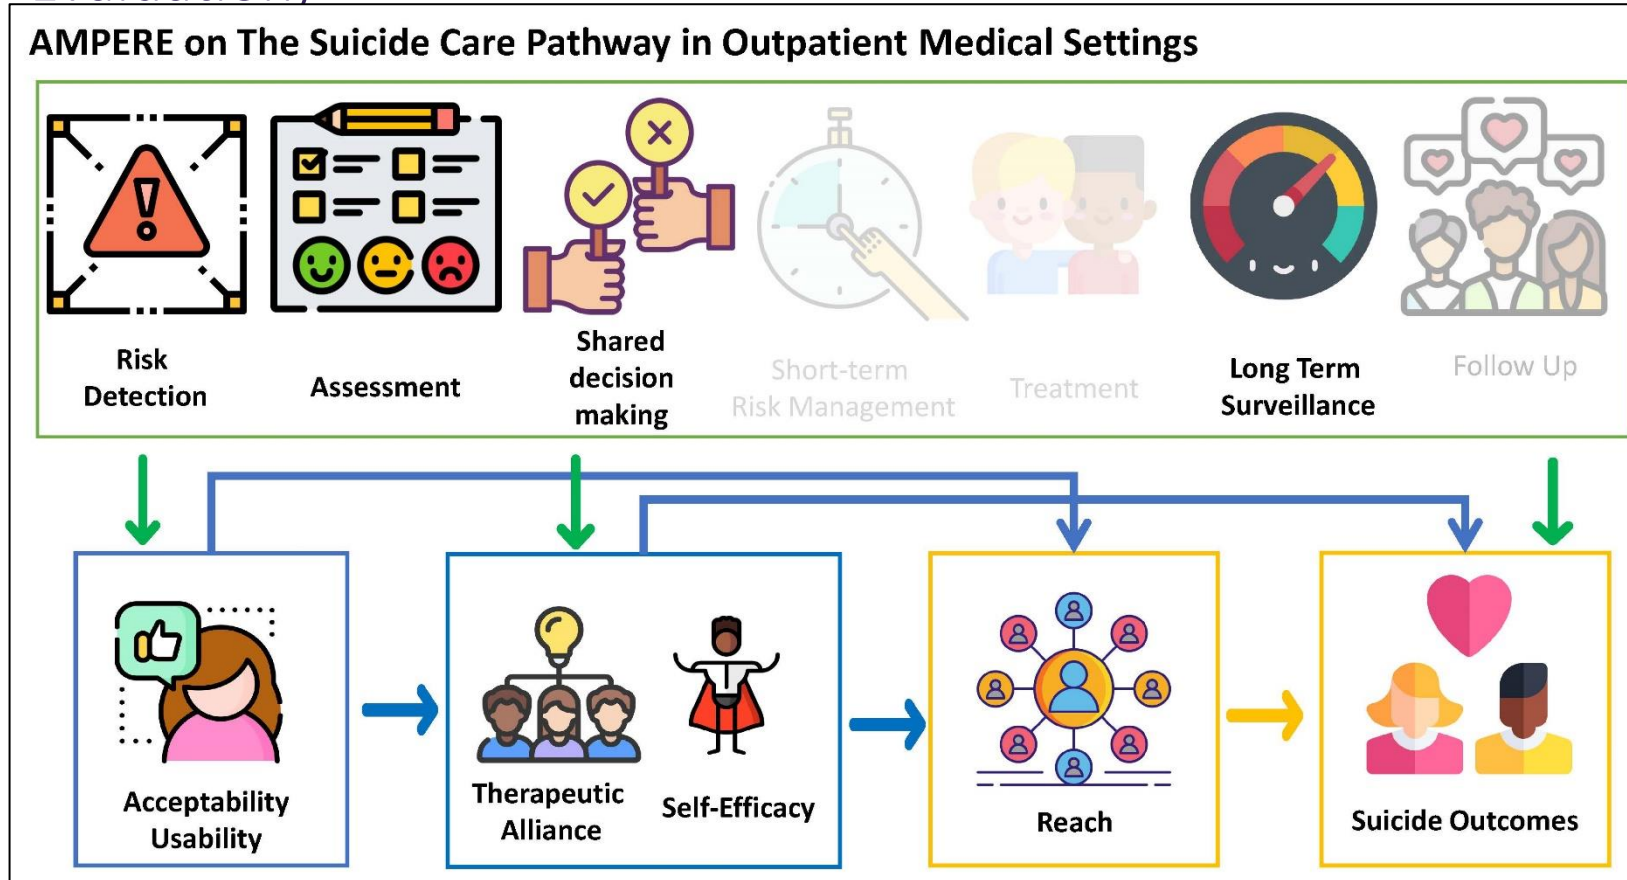 AMPERE on The Suicide Care Pathway in Outpatient Medical Settings
Risk
Detection
Assessment
Shared
decision
making
Short-term
Risk Management
Treatment
Long Term
Surveillance
Follow Up
Acceptability
Usability
Therapeutic
Alliance
Self-Efficacy
Reach
Suicide Outcomes